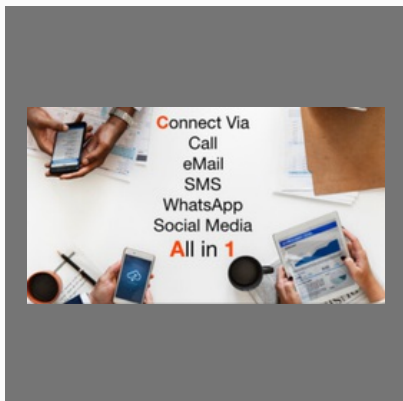 Connect Via
Call
eMail
SMS
WhatsApp
Social Media
All in 1